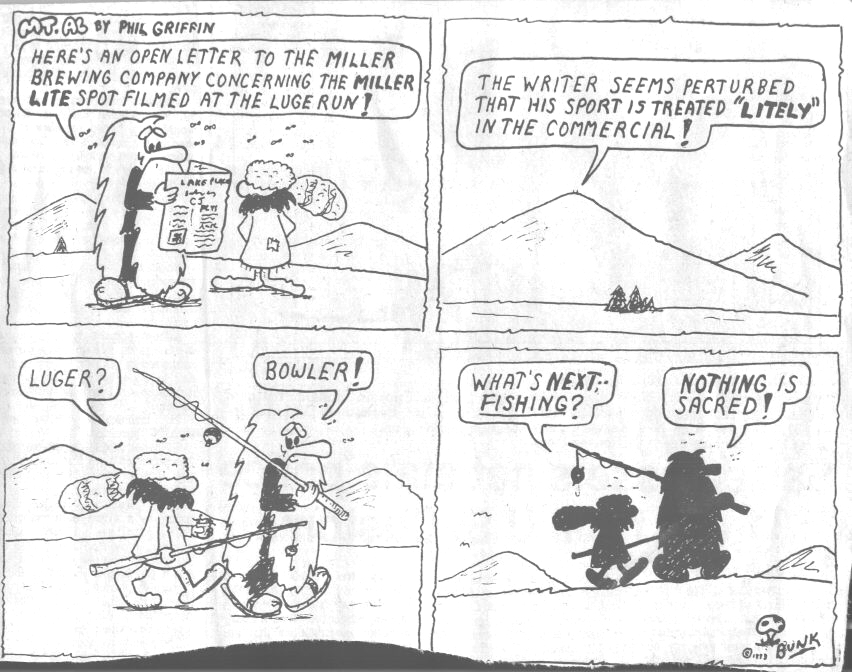 MT. AL BY PHIL GRIFFIN
HERE'S AN OPEN LETTER TO THE MILLER
BREWING COMPANY CONCERNING THE MILLER
LITE SPOT FILMED AT THE LUGE RUN!
LAKE PLACID
THE WRITER SEEMS PERTURBED
THAT HIS SPORT IS TREATED "LITELY"
IN THE COMMERCIAL!
LUGER?
BOWLER!
WHAT'S NEXT;-
FISHING?
NOTHING IS
SACRED!
BUNK